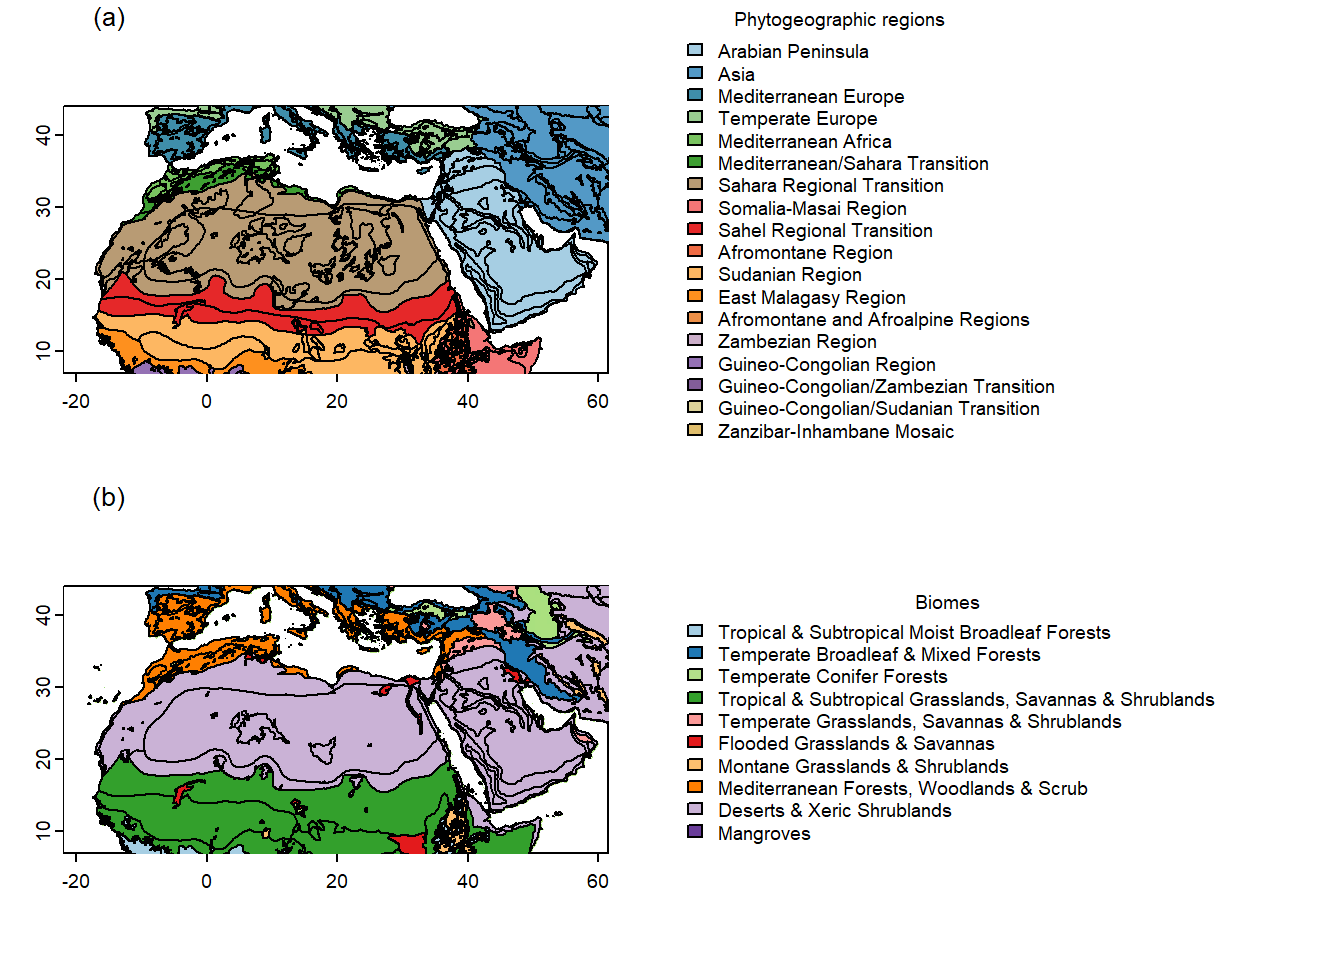 (a)
Phytogeographic regions
Arabian Peninsula
Asia
Mediterranean Europe
Temperate Europe
Mediterranean Africa
Mediterranean/Sahara Transition
Sahara Regional Transition
Somalia-Masai Region
Sahel Regional Transition
Afromontane Region
Sudanian Region
East Malagasy Region
Afromontane and Afroalpine Regions
Zambezian Region
Guineo-Congolian Region
Guineo-Congolian/Zambezian Transition
Guineo-Congolian/Sudanian Transition
Zanzibar-Inhambane Mosaic
40
30
20
10
-20 0 20 40 60
(b)
Biomes
Tropical & Subtropical Moist Broadleaf Forests
Temperate Broadleaf & Mixed Forests
Temperate Conifer Forests
Tropical & Subtropical Grasslands, Savannas & Shrublands
Temperate Grasslands, Savannas & Shrublands
Flooded Grasslands & Savannas
Montane Grasslands & Shrublands
Mediterranean Forests, Woodlands & Scrub
Deserts & Xeric Shrublands
Mangroves
40
30
20
10
-20 0 20 40 60